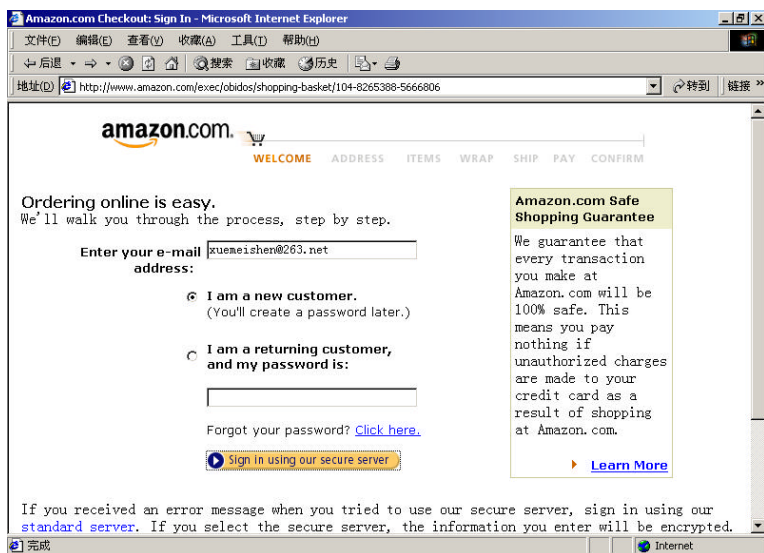 Amazon.com Checkout: Sign In - Microsoft Internet Explorer
文件(F) 编辑(E) 查看(V) 收藏(A) 工具(T) 帮助(H)
后退 搜索 收藏 历史
地址(D) http://www.amazon.com/exec/obidos/shopping-basket/104-8265388-5666806 转到 链接 »
amazon.com.
WELCOME ADDRESS ITEMS WRAP SHIP PAY CONFIRM
Ordering online is easy.
We'll walk you through the process, step by step.
Enter your e-mail address: xuemeishen@263.net
I am a new customer.
(You'll create a password later.)
I am a returning customer,
and my password is:
Forgot your password? Click here.
Sign in using our secure server
Amazon.com Safe
Shopping Guarantee
We guarantee that
every transaction
you make at
Amazon.com will be
100% safe. This
means you pay
nothing if
unauthorized charges
are made to your
credit card as a
result of shopping
at Amazon.com.
Learn More
If you received an error message when you tried to use our secure server, sign in using our
standard server. If you select the secure server, the information you enter will be encrypted.
完成 Internet